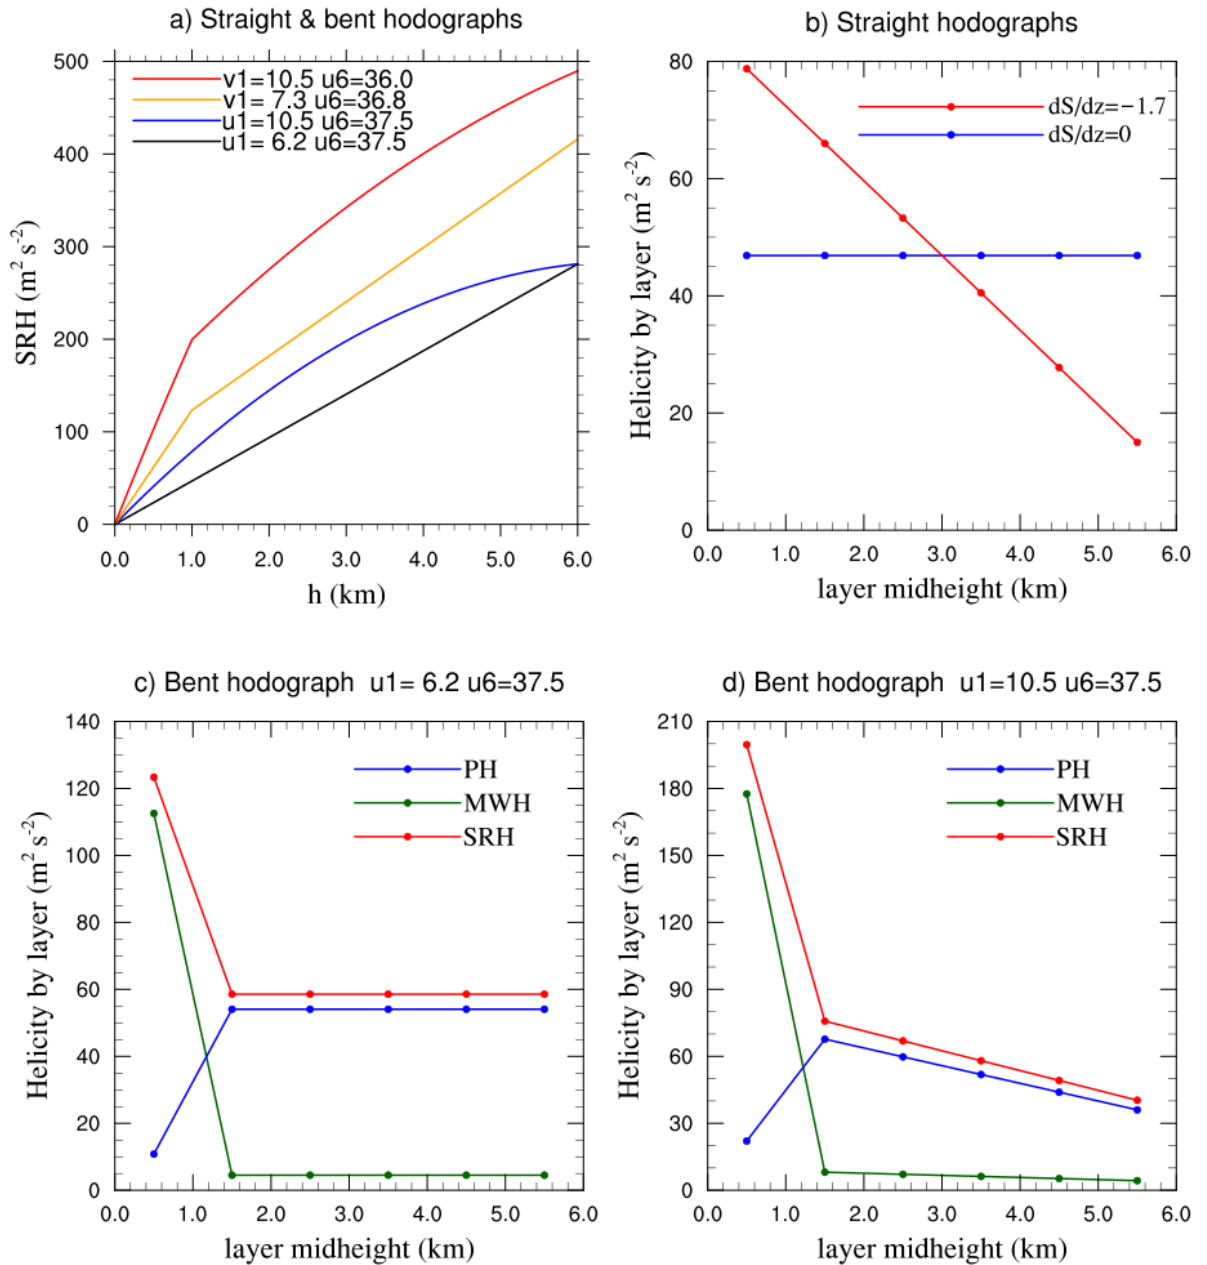 a) Straight & bent hodographs
500
400
300
200
100
0
SRH (m² s⁻²)
v1=10.5 u6=36.0
v1= 7.3 u6=36.8
u1=10.5 u6=37.5
u1= 6.2 u6=37.5
0.0 1.0 2.0 3.0 4.0 5.0 6.0
h (km)
b) Straight hodographs
80
60
40
20
0
Helicity by layer (m² s⁻²)
dS/dz=−1.7
dS/dz=0
0.0 1.0 2.0 3.0 4.0 5.0 6.0
layer midheight (km)
c) Bent hodograph u1= 6.2 u6=37.5
140
120
100
80
60
40
20
0
Helicity by layer (m² s⁻²)
PH
MWH
SRH
0.0 1.0 2.0 3.0 4.0 5.0 6.0
layer midheight (km)
d) Bent hodograph u1=10.5 u6=37.5
210
180
150
120
90
60
30
0
Helicity by layer (m² s⁻²)
PH
MWH
SRH
0.0 1.0 2.0 3.0 4.0 5.0 6.0
layer midheight (km)